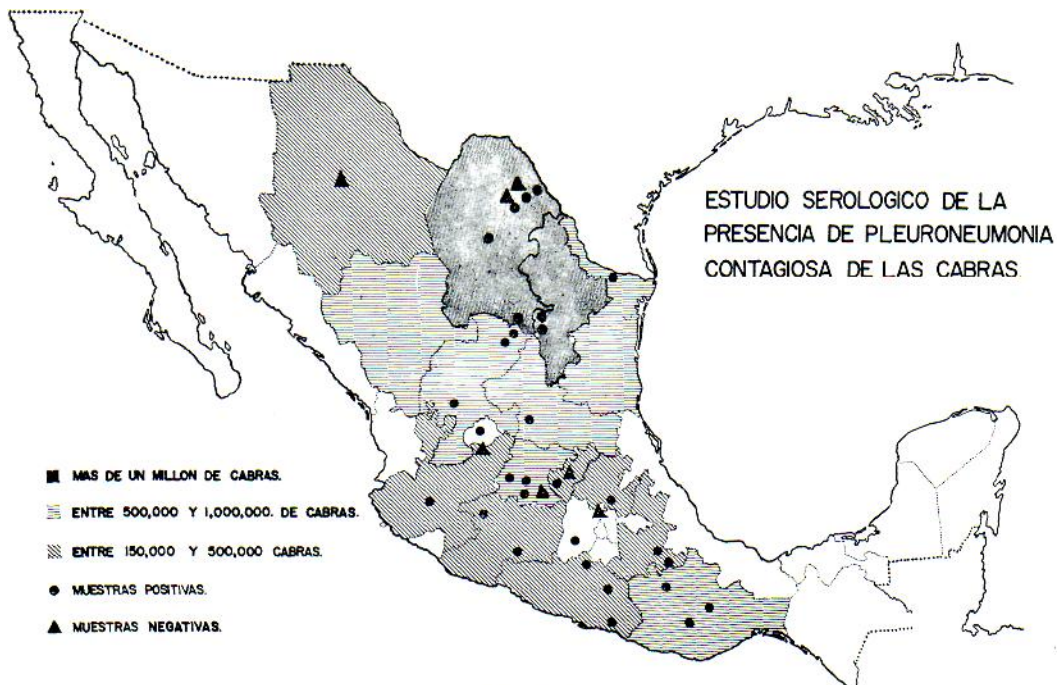 ESTUDIO SEROLOGICO DE LA
PRESENCIA DE PLEURONEUMONIA
CONTAGIOSA DE LAS CABRAS
MAS DE UN MILLON DE CABRAS.
ENTRE 500,000 Y 1,000,000. DE CABRAS.
ENTRE 150,000 Y 500,000 CABRAS.
MUESTRAS POSITIVAS.
MUESTRAS NEGATIVAS.